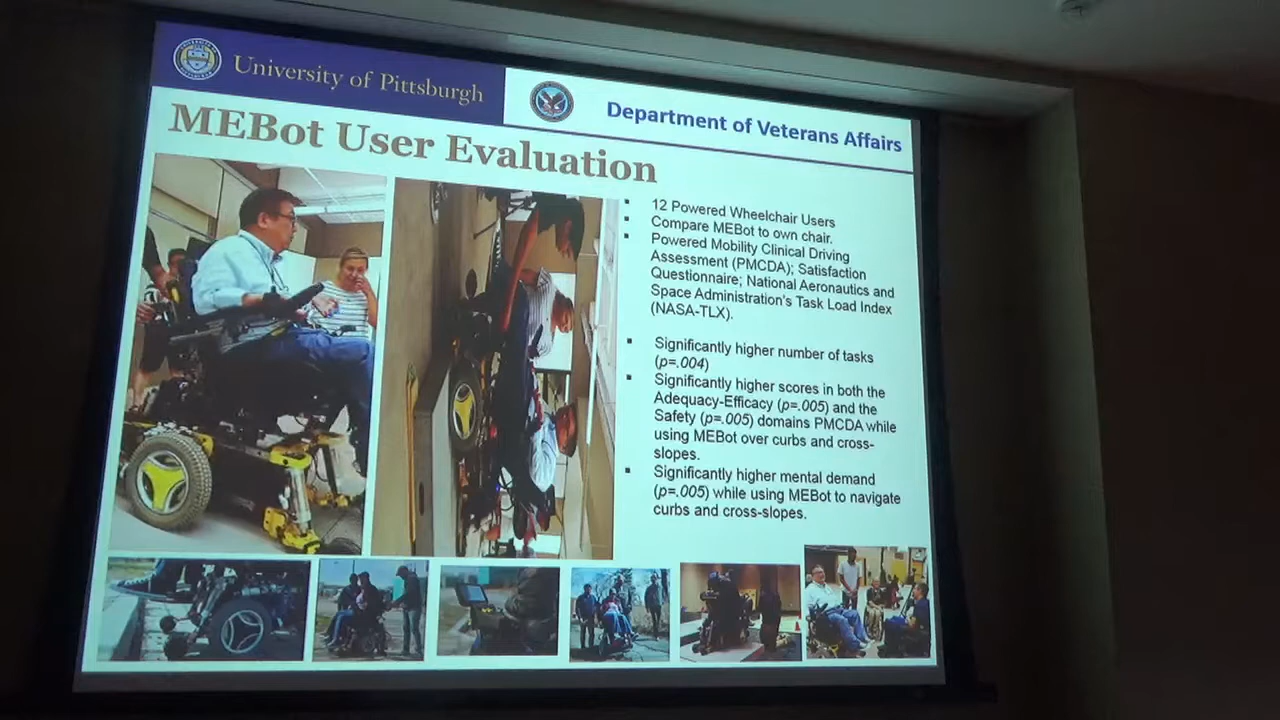 University of Pittsburgh
Department of Veterans Affairs
MEBot User Evaluation
▪ 12 Powered Wheelchair Users
▪ Compare MEBot to own chair.
▪ Powered Mobility Clinical Driving
Assessment (PMCDA); Satisfaction
Questionnaire; National Aeronautics and
Space Administration's Task Load Index
(NASA-TLX).
▪ Significantly higher number of tasks
(p=.004)
▪ Significantly higher scores in both the
Adequacy-Efficacy (p=.005) and the
Safety (p=.005) domains PMCDA while
using MEBot over curbs and cross-
slopes.
▪ Significantly higher mental demand
(p=.005) while using MEBot to navigate
curbs and cross-slopes.